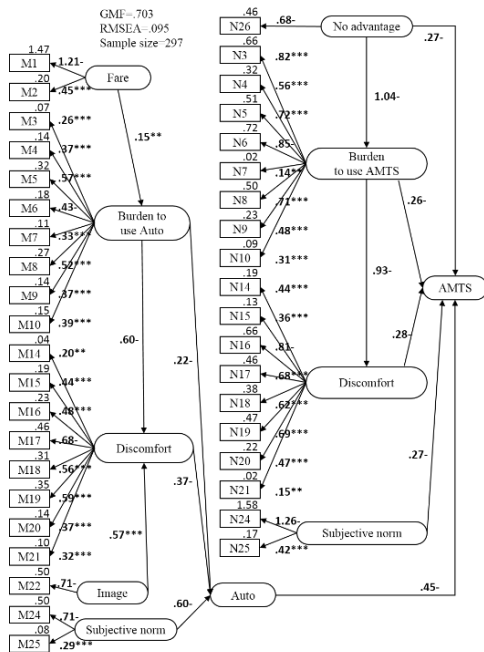 GMF=.703
RMSEA=.095
Sample size=297
1.47
M1
1.21-
Fare
.20
M2
.45***
.07
M3
.26***
.15**
.14
M4
.37***
.32
M5
.57***
.18
M6
.43-
Burden to
use Auto
.11
M7
.33***
.27
M8
.52***
.14
M9
.37***
.15
M10
.39***
.60-
.22-
.04
M14
.20**
.19
M15
.44***
.23
M16
.48***
.46
M17
.68-
Discomfort
.31
M18
.56***
.37-
.35
M19
.59***
.14
M20
.37***
.57***
.10
M21
.32***
.50
M22
.71-
Image
.50
M24
.71-
Subjective norm
.60-
.08
M25
.29***
Auto
.45-
.46
N26
.68-
No advantage
.27-
.66
N3
.82***
.32
N4
.56***
1.04-
.51
N5
.72***
.72
N6
.85-
Burden
to use AMTS
.02
N7
.14**
.50
N8
.71***
.26-
.23
N9
.48***
.09
N10
.31***
.93-
AMTS
.19
N14
.44***
.13
N15
.36***
.28-
.66
N16
.81-
.46
N17
.68***
Discomfort
.38
N18
.62***
.47
N19
.69***
.27-
.22
N20
.47***
.02
N21
.15**
1.58
N24
1.26-
Subjective norm
.17
N25
.42***